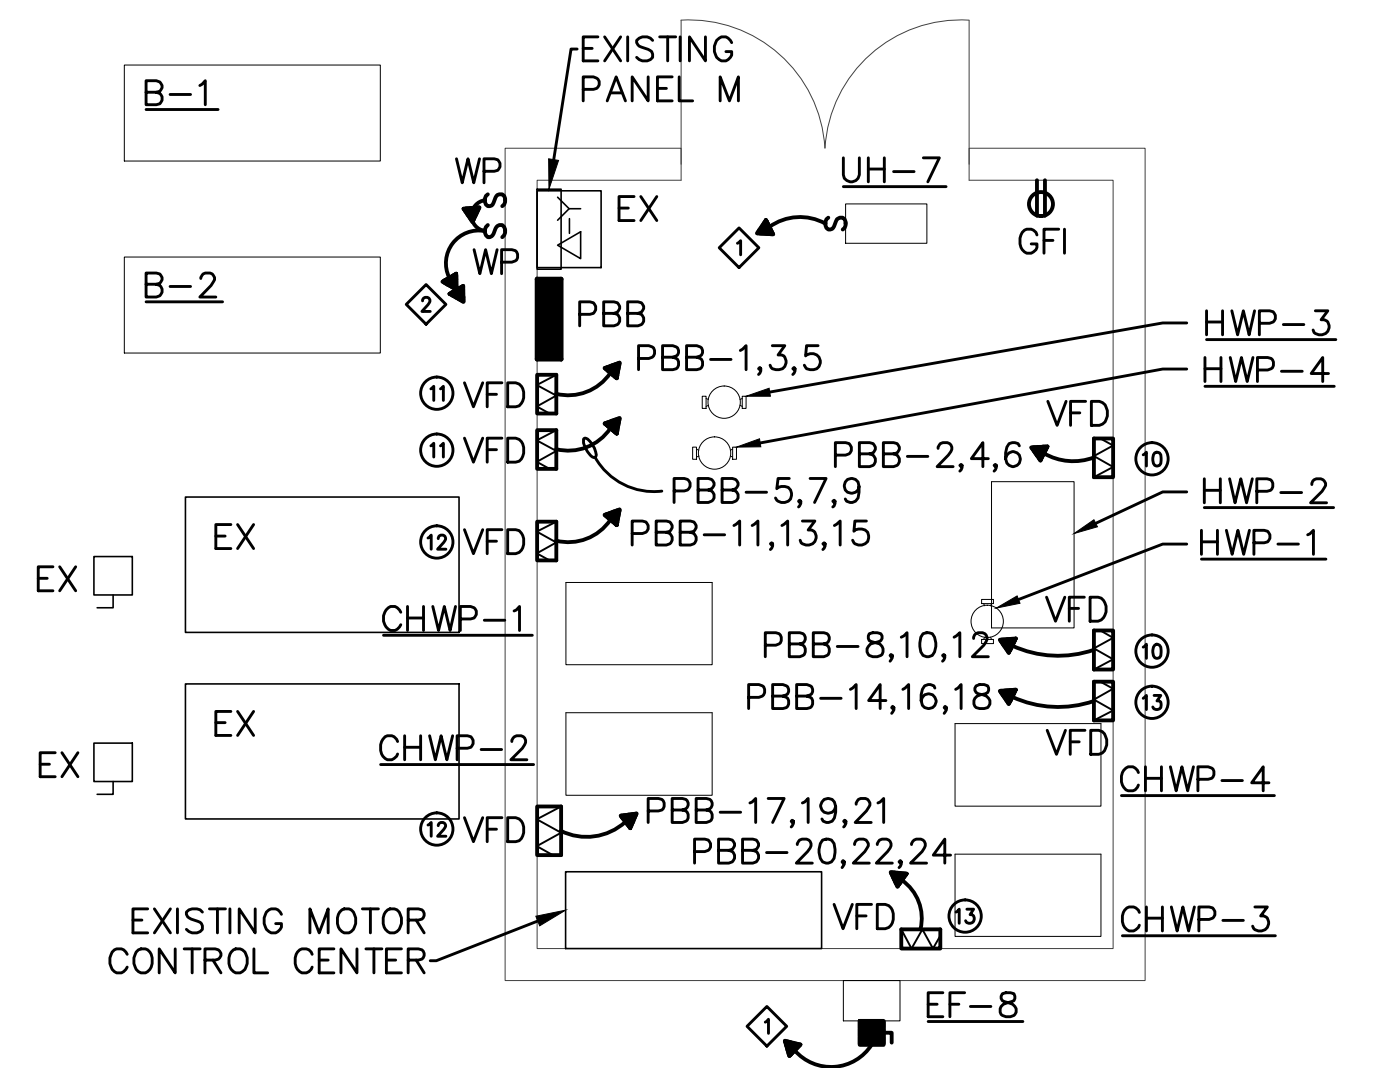 EXISTING
PANEL M
B-1
WP
UH-7
EX
1
GFI
WP
B-2
2
PBB
HWP-3
PBB-1,3,5
HWP-4
11 VFD
VFD
11 VFD
PBB-2,4,6
10
PBB-5,7,9
HWP-2
EX
12 VFD
PBB-11,13,15
HWP-1
EX
CHWP-1
VFD
PBB-8,10,12
10
PBB-14,16,18
13
EX
CHWP-2
VFD
EX
CHWP-4
PBB-17,19,21
12 VFD
PBB-20,22,24
EXISTING MOTOR
CONTROL CENTER
VFD
13
CHWP-3
EF-8
1